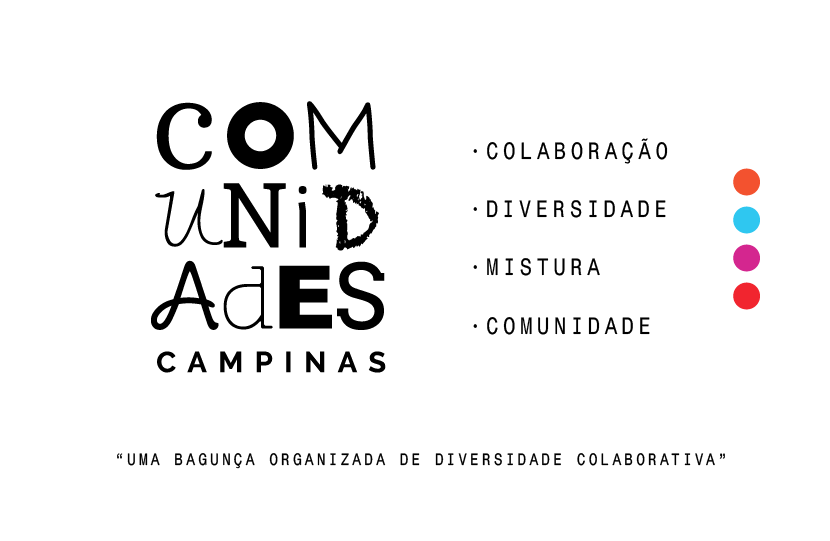 COM
UNiD
AdES
CAMPINAS
·COLABORAÇÃO
·DIVERSIDADE
·MISTURA
·COMUNIDADE
“UMA BAGUNÇA ORGANIZADA DE DIVERSIDADE COLABORATIVA”